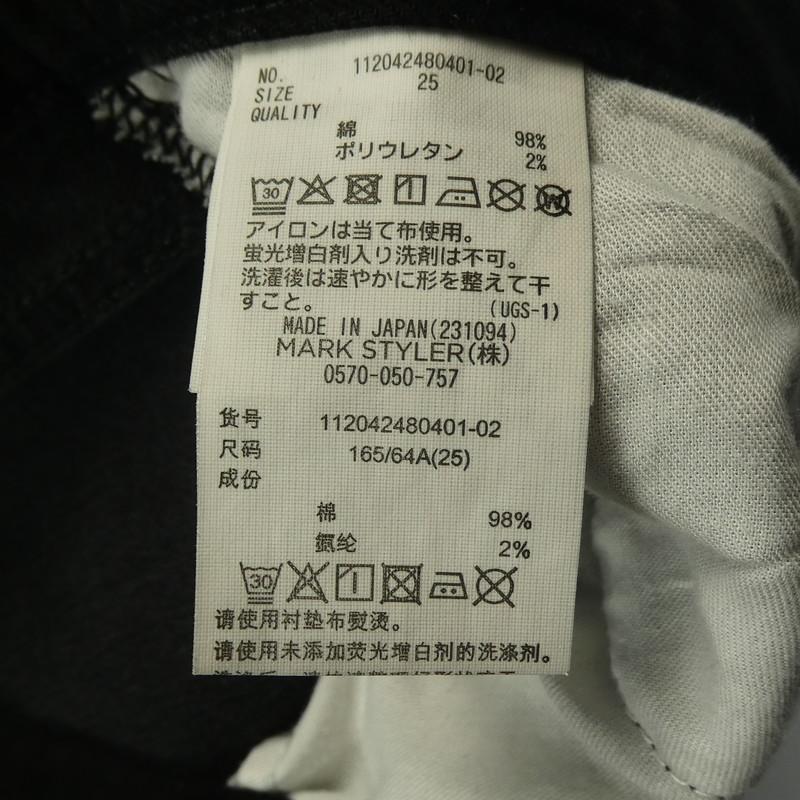 NO. 112042480401-02
SIZE 25
QUALITY
綿 98%
ポリウレタン 2%
30
アイロンは当て布使用。
蛍光増白剤入り洗剤は不可。
洗濯後は速やかに形を整えて干
すこと。 (UGS-1)
MADE IN JAPAN(231094)
MARK STYLER(株)
0570-050-757
货号 112042480401-02
尺码 165/64A(25)
成份
棉 98%
氨纶 2%
30
请使用衬垫布熨烫。
请使用未添加荧光增白剂的洗涤剂。